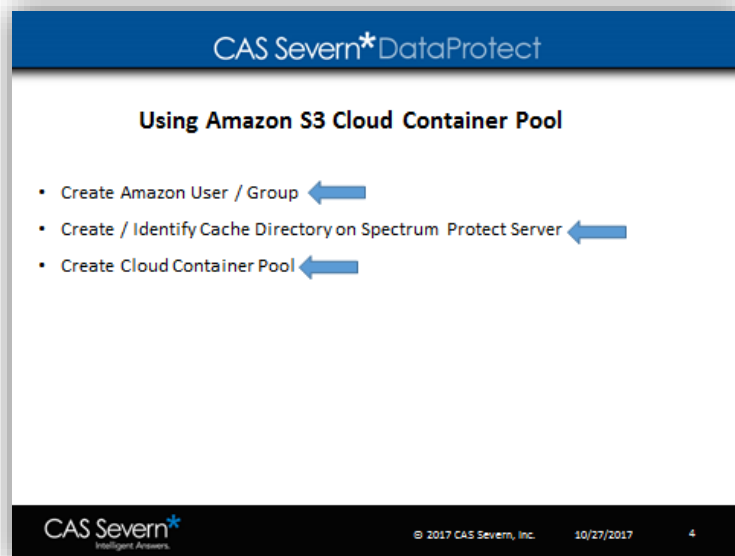 CAS Severn* DataProtect
Using Amazon S3 Cloud Container Pool
• Create Amazon User / Group
• Create / Identify Cache Directory on Spectrum Protect Server
• Create Cloud Container Pool
CAS Severn*
Intelligent Answers.
© 2017 CAS Severn, Inc. 10/27/2017 4